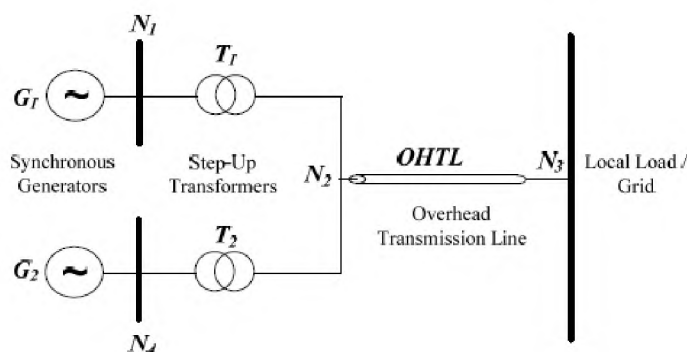 N1
T1
G1
~
Synchronous
Generators
Step-Up
Transformers
N2
OHTL
N3
Local Load /
Grid
Overhead
Transmission Line
T2
G2
~
N4